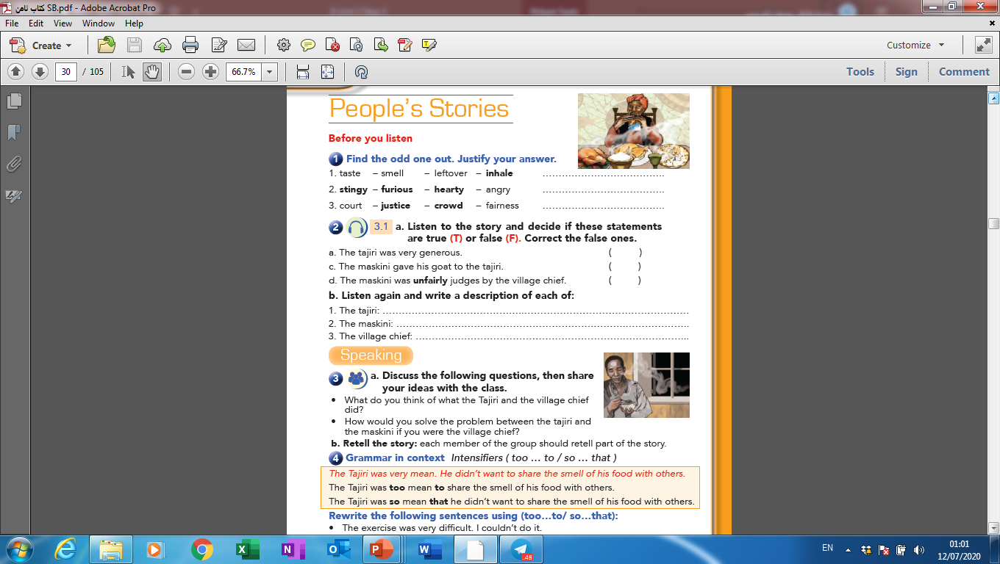 كتاب ثامن SB.pdf - Adobe Acrobat Pro
File Edit View Window Help
Create
Customize
30 / 105
66.7%
Tools Sign Comment
People's Stories
Before you listen
1 Find the odd one out. Justify your answer.
1. taste – smell – leftover – inhale ......................................
2. stingy – furious – hearty – angry ......................................
3. court – justice – crowd – fairness ......................................
2 3.1 a. Listen to the story and decide if these statements
are true (T) or false (F). Correct the false ones.
a. The tajiri was very generous. ( )
c. The maskini gave his goat to the tajiri. ( )
d. The maskini was unfairly judges by the village chief. ( )
b. Listen again and write a description of each of:
1. The tajiri: ......................................................................
2. The maskini: ......................................................................
3. The village chief: ......................................................................
Speaking
3 a. Discuss the following questions, then share
your ideas with the class.
• What do you think of what the Tajiri and the village chief
did?
• How would you solve the problem between the tajiri and
the maskini if you were the village chief?
b. Retell the story: each member of the group should retell part of the story.
4 Grammar in context Intensifiers ( too ... to / so ... that )
The Tajiri was very mean. He didn't want to share the smell of his food with others.
The Tajiri was too mean to share the smell of his food with others.
The Tajiri was so mean that he didn't want to share the smell of his food with others.
Rewrite the following sentences using (too...to/ so...that):
• The exercise was very difficult. I couldn't do it.
48
EN
01:01
12/07/2020